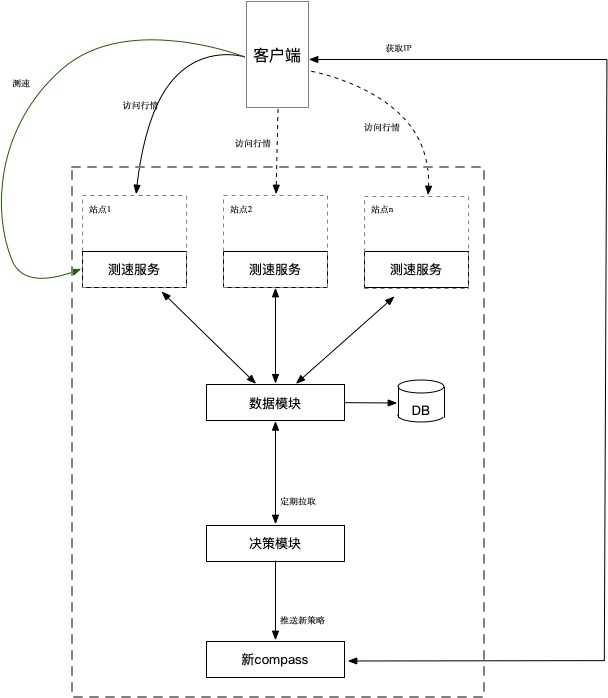 客户端
获取IP
测速
访问行情
访问行情
访问行情
站点1
站点2
站点n
测速服务
测速服务
测速服务
数据模块
DB
定期拉取
决策模块
推送新策略
新compass